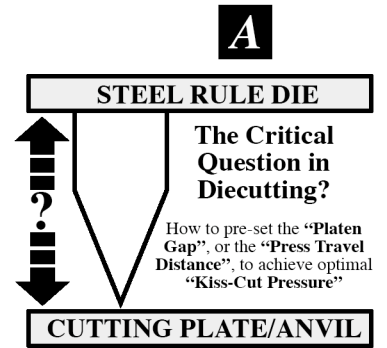 A
STEEL RULE DIE
The Critical
Question in
Diecutting?
How to pre-set the “Platen
Gap”, or the “Press Travel
Distance”, to achieve optimal
“Kiss-Cut Pressure”
?
CUTTING PLATE/ANVIL